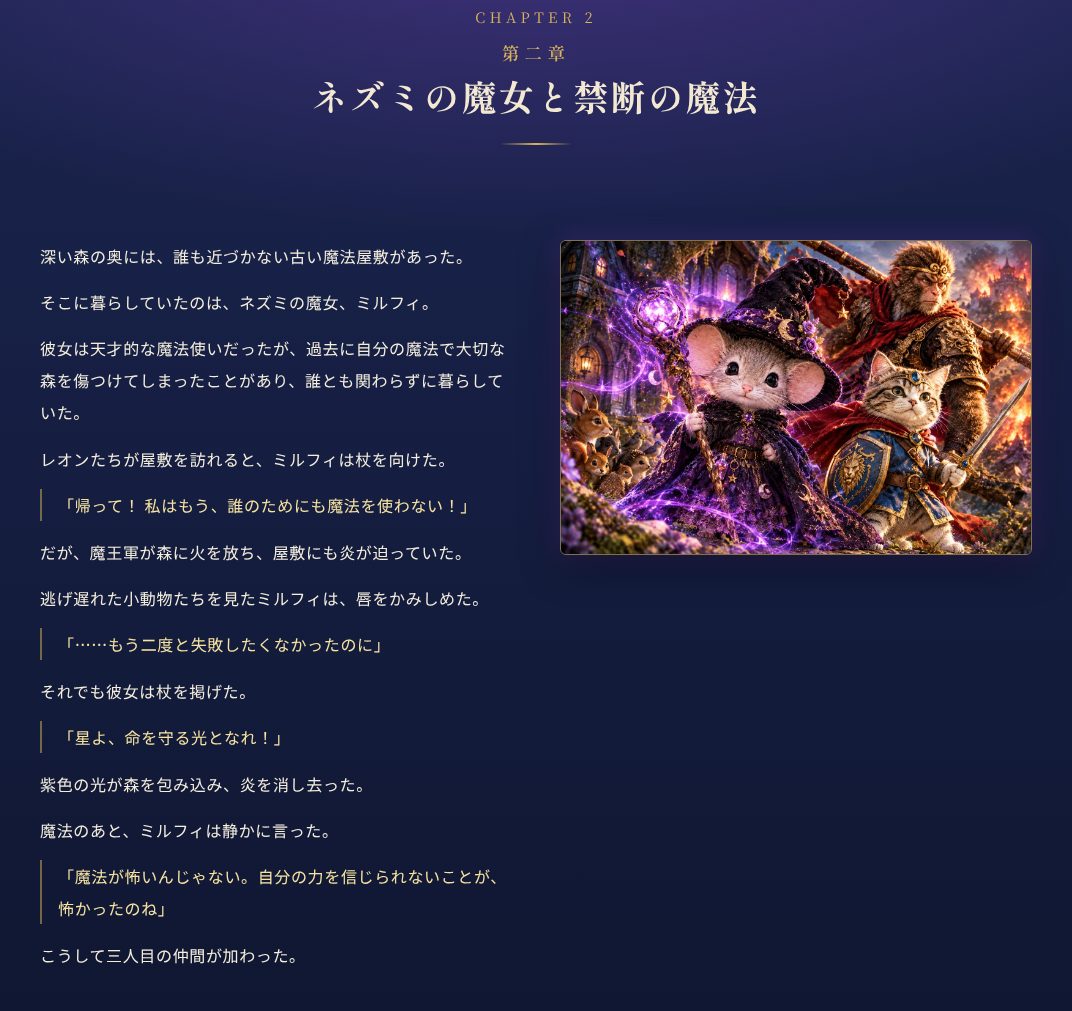 CHAPTER 2
第二章
ネズミの魔女と禁断の魔法
深い森の奥には、誰も近づかない古い魔法屋敷があった。
そこに暮らしていたのは、ネズミの魔女、ミルフィ。
彼女は天才的な魔法使いだったが、過去に自分の魔法で大切な
森を傷つけてしまったことがあり、誰とも関わらずに暮らして
いた。
レオンたちが屋敷を訪れると、ミルフィは杖を向けた。
「帰って！ 私はもう、誰のためにも魔法を使わない！」
だが、魔王軍が森に火を放ち、屋敷にも炎が迫っていた。
逃げ遅れた小動物たちを見たミルフィは、唇をかみしめた。
「……もう二度と失敗したくなかったのに」
それでも彼女は杖を掲げた。
「星よ、命を守る光となれ！」
紫色の光が森を包み込み、炎を消し去った。
魔法のあと、ミルフィは静かに言った。
「魔法が怖いんじゃない。自分の力を信じられないことが、
怖かったのね」
こうして三人目の仲間が加わった。